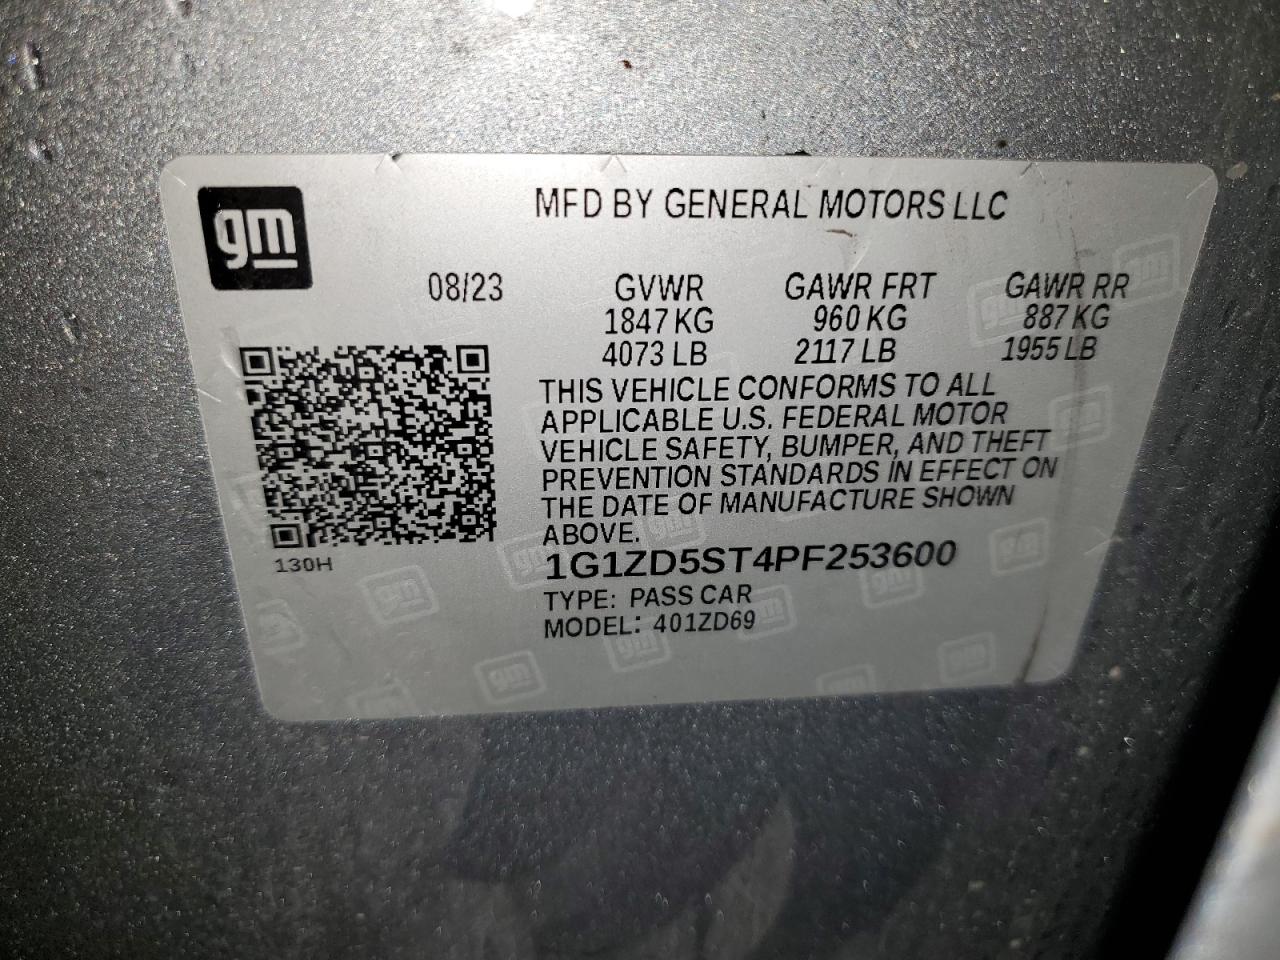 gm
MFD BY GENERAL MOTORS LLC
08/23 GVWR GAWR FRT GAWR RR
1847 KG 960 KG 887 KG
4073 LB 2117 LB 1955 LB
THIS VEHICLE CONFORMS TO ALL
APPLICABLE U.S. FEDERAL MOTOR
VEHICLE SAFETY, BUMPER, AND THEFT
PREVENTION STANDARDS IN EFFECT ON
THE DATE OF MANUFACTURE SHOWN
ABOVE.
130H
1G1ZD5ST4PF253600
TYPE: PASS CAR
MODEL: 401ZD69